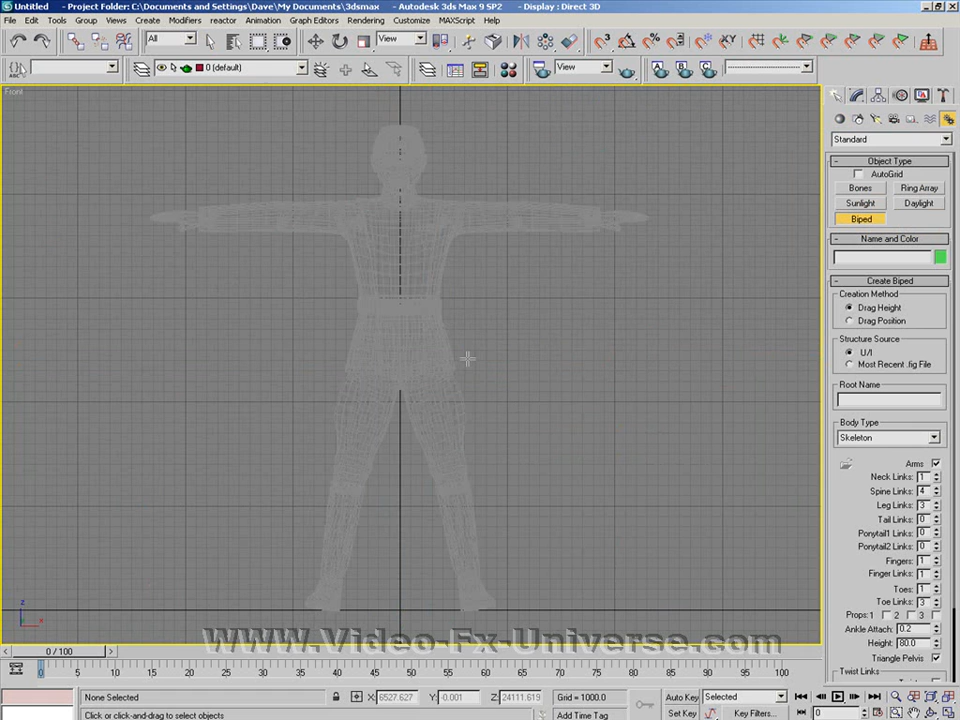 Untitled - Project Folder: C:\Documents and Settings\Dave\My Documents\3dsmax - Autodesk 3ds Max 9 SP2 - Display : Direct 3D
File Edit Tools Group Views Create Modifiers reactor Animation Graph Editors Rendering Customize MAXScript Help
All View
0 (default) View
Front
Standard
Object Type
AutoGrid
Bones Ring Array
Sunlight Daylight
Biped
Name and Color
Create Biped
Creation Method
Drag Height
Drag Position
Structure Source
U/I
Most Recent .fig File
Root Name
Body Type
Skeleton
Arms
Neck Links: 1
Spine Links: 4
Leg Links: 3
Tail Links: 0
Ponytail1 Links: 0
Ponytail2 Links: 0
Fingers: 1
Finger Links: 1
Toes: 1
Toe Links: 3
Props:1 2 3
Ankle Attach: 0.2
Height: 80.0
Triangle Pelvis
Twist Links
z
x
www.Video-Fx-Universe.com
0 / 100
0 5 10 15 20 25 30 35 40 45 50 55 60 65 70 75 80 85 90 95 100
None Selected X: 6527.627 Y: -0.001 Z: 24111.619 Grid = 1000.0 Auto Key Selected
Click or click-and-drag to select objects Add Time Tag Set Key Key Filters... 0